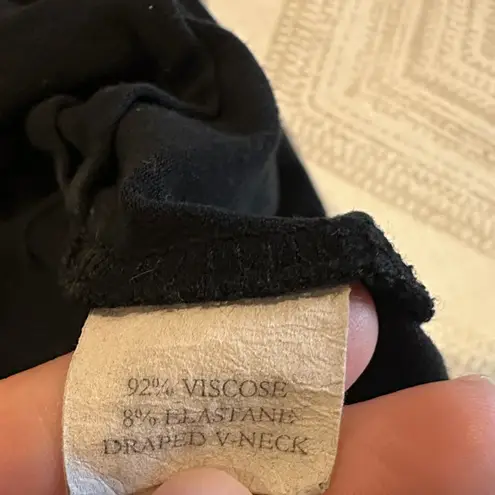 92% VISCOSE
8% ELASTANE
DRAPED V-NECK